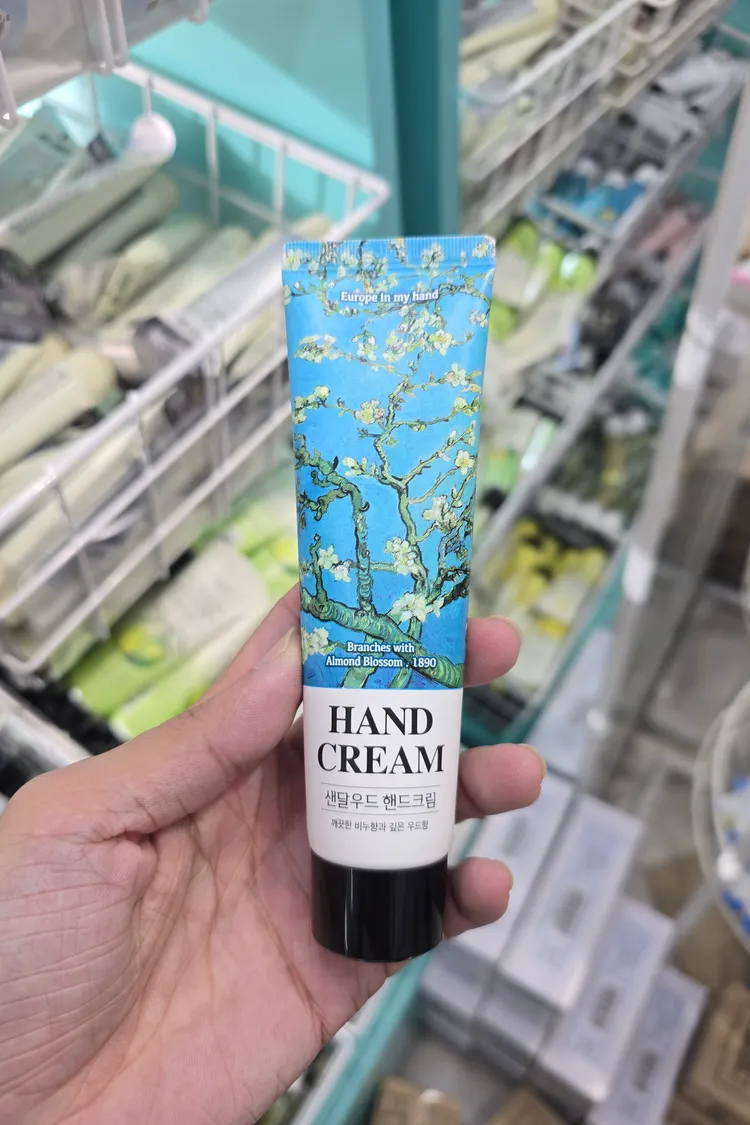 Europe in my hand
Branches with
Almond Blossom . 1890
HAND
CREAM
샌달우드 핸드크림
깨끗한 비누향과 깊은 우드향